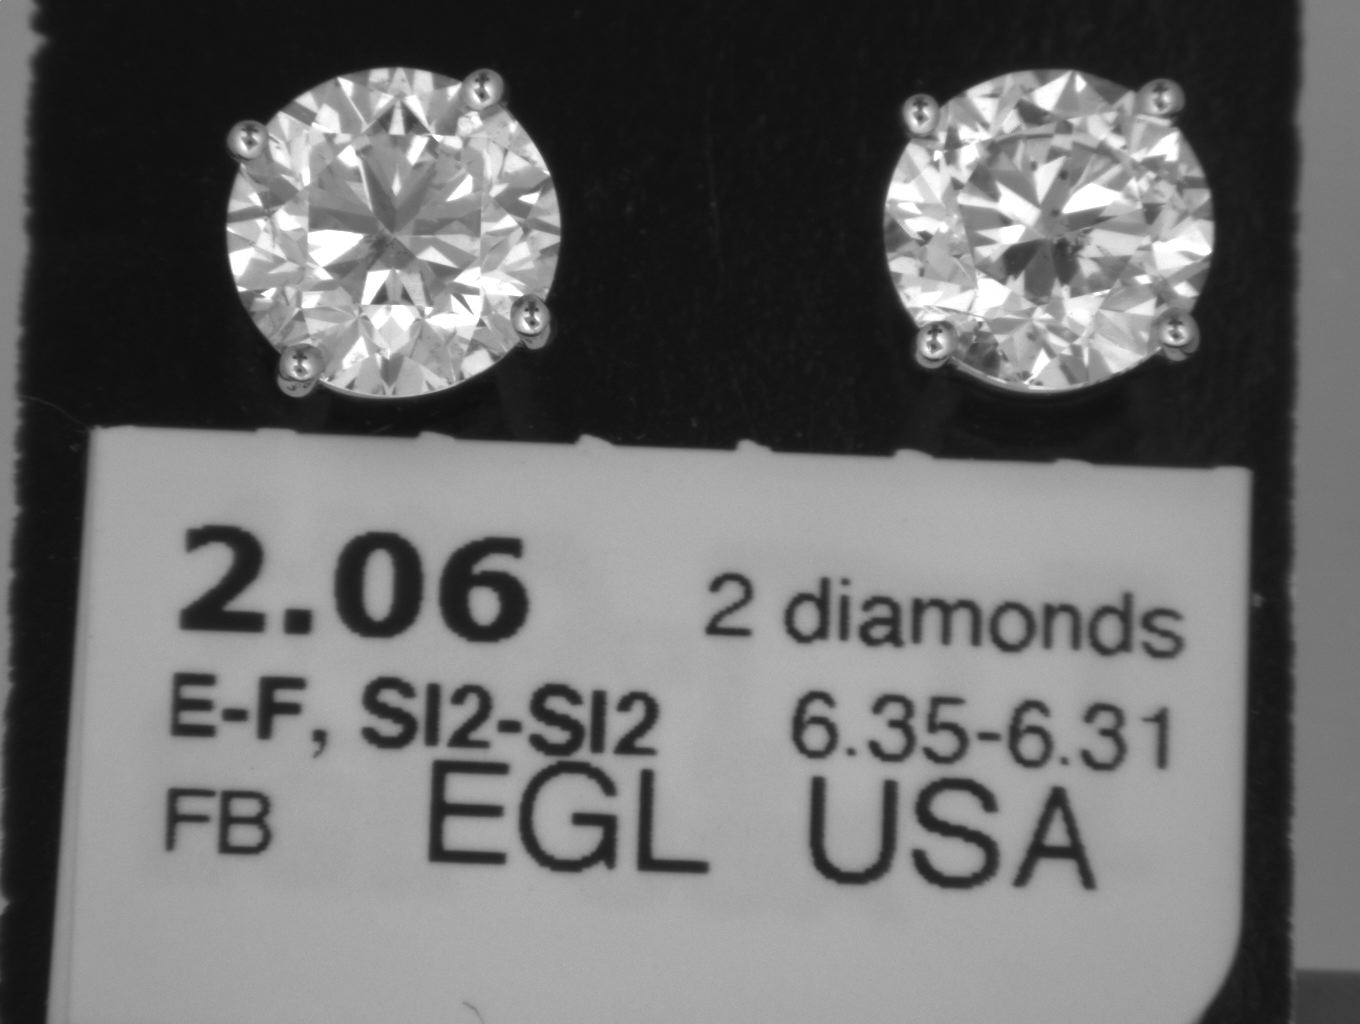 2.06 2 diamonds
E-F, SI2-SI2 6.35-6.31
FB EGL USA